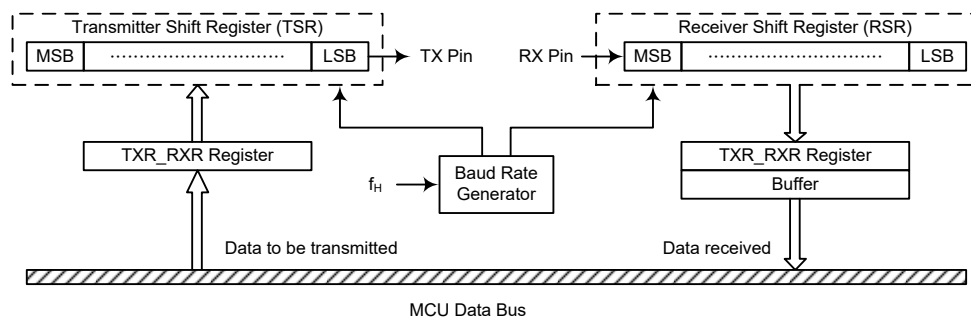 Transmitter Shift Register (TSR)
MSB
LSB
TX Pin
RX Pin
Receiver Shift Register (RSR)
MSB
LSB
TXR_RXR Register
fH
Baud Rate
Generator
TXR_RXR Register
Buffer
Data to be transmitted
Data received
MCU Data Bus